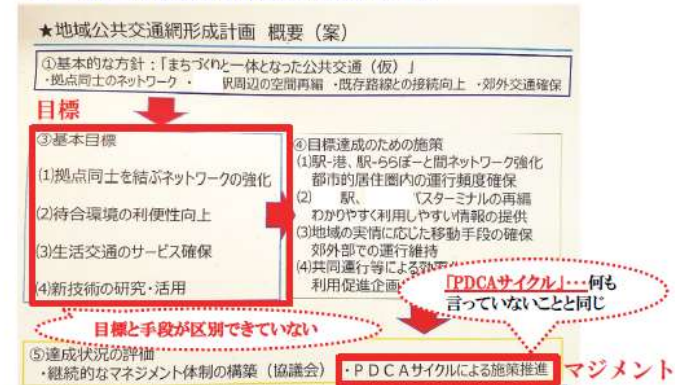 ★地域公共交通網形成計画 概要（案）
①基本的な方針：「まちづくりと一体となった公共交通（仮）」
・拠点同士のネットワーク ・ 駅周辺の空間再編 ・既存路線との接続向上 ・郊外交通確保
目標
③基本目標
(1)拠点同士を結ぶネットワークの強化
(2)待合環境の利便性向上
(3)生活交通のサービス確保
(4)新技術の研究・活用
④目標達成のための施策
(1)駅-港、駅-ららぽーと間ネットワーク強化
都市的居住圏内の運行頻度確保
(2) 駅、 バスターミナルの再編
わかりやすく利用しやすい情報の提供
(3)地域の実情に応じた移動手段の確保
郊外部での運行維持
(4)共同運行等による
利用促進企画
「PDCAサイクル」…何も
言っていないことと同じ
目標と手段が区別できていない
⑤達成状況の評価
・継続的なマネジメント体制の構築（協議会）
・ＰＤＣＡサイクルによる施策推進
マジメント